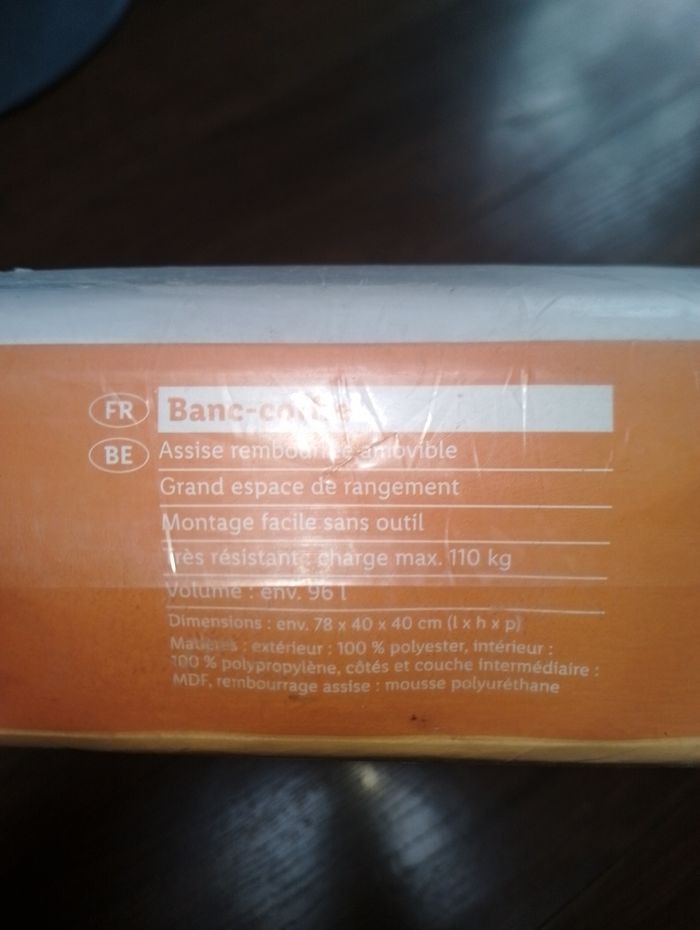 FR
BE
Assise amovible
Grand espace de rangement
Montage facile sans outil
Très résistant : charge max. 110 kg
Volume : env. 96 l
Dimensions : env. 78 x 40 x 40 cm (l x h x p)
Matières : extérieur : 100 % polyester, intérieur :
100 % polypropylène, côtés et couche intermédiaire :
MDF, rembourrage assise : mousse polyuréthane